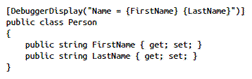 [DebuggerDisplay("Name = {FirstName} {LastName}")]
public class Person
{
    public string FirstName { get; set; }
    public string LastName { get; set; }
}